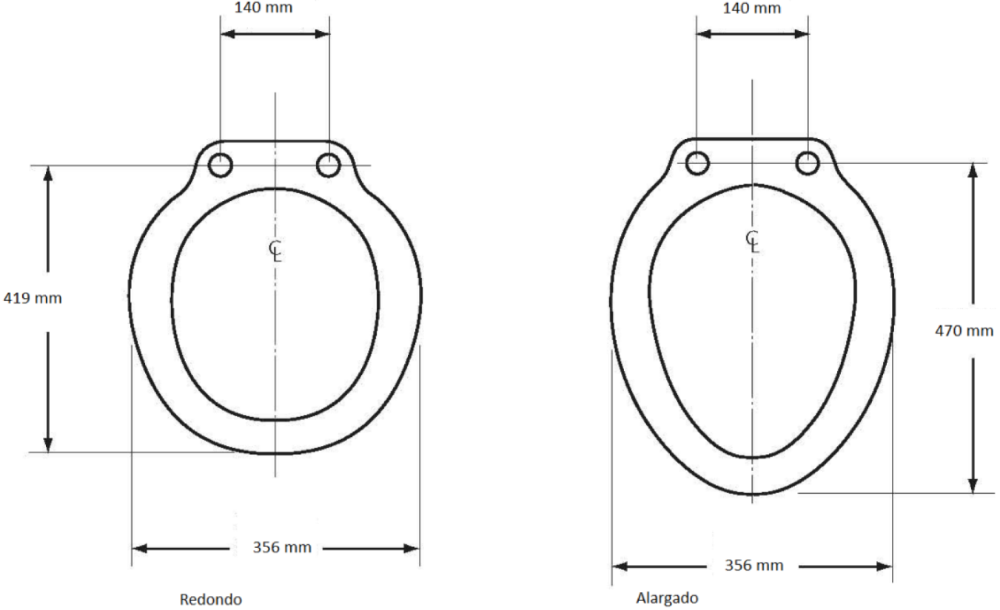 140 mm
140 mm
℄
℄
419 mm
470 mm
356 mm
356 mm
Redondo
Alargado